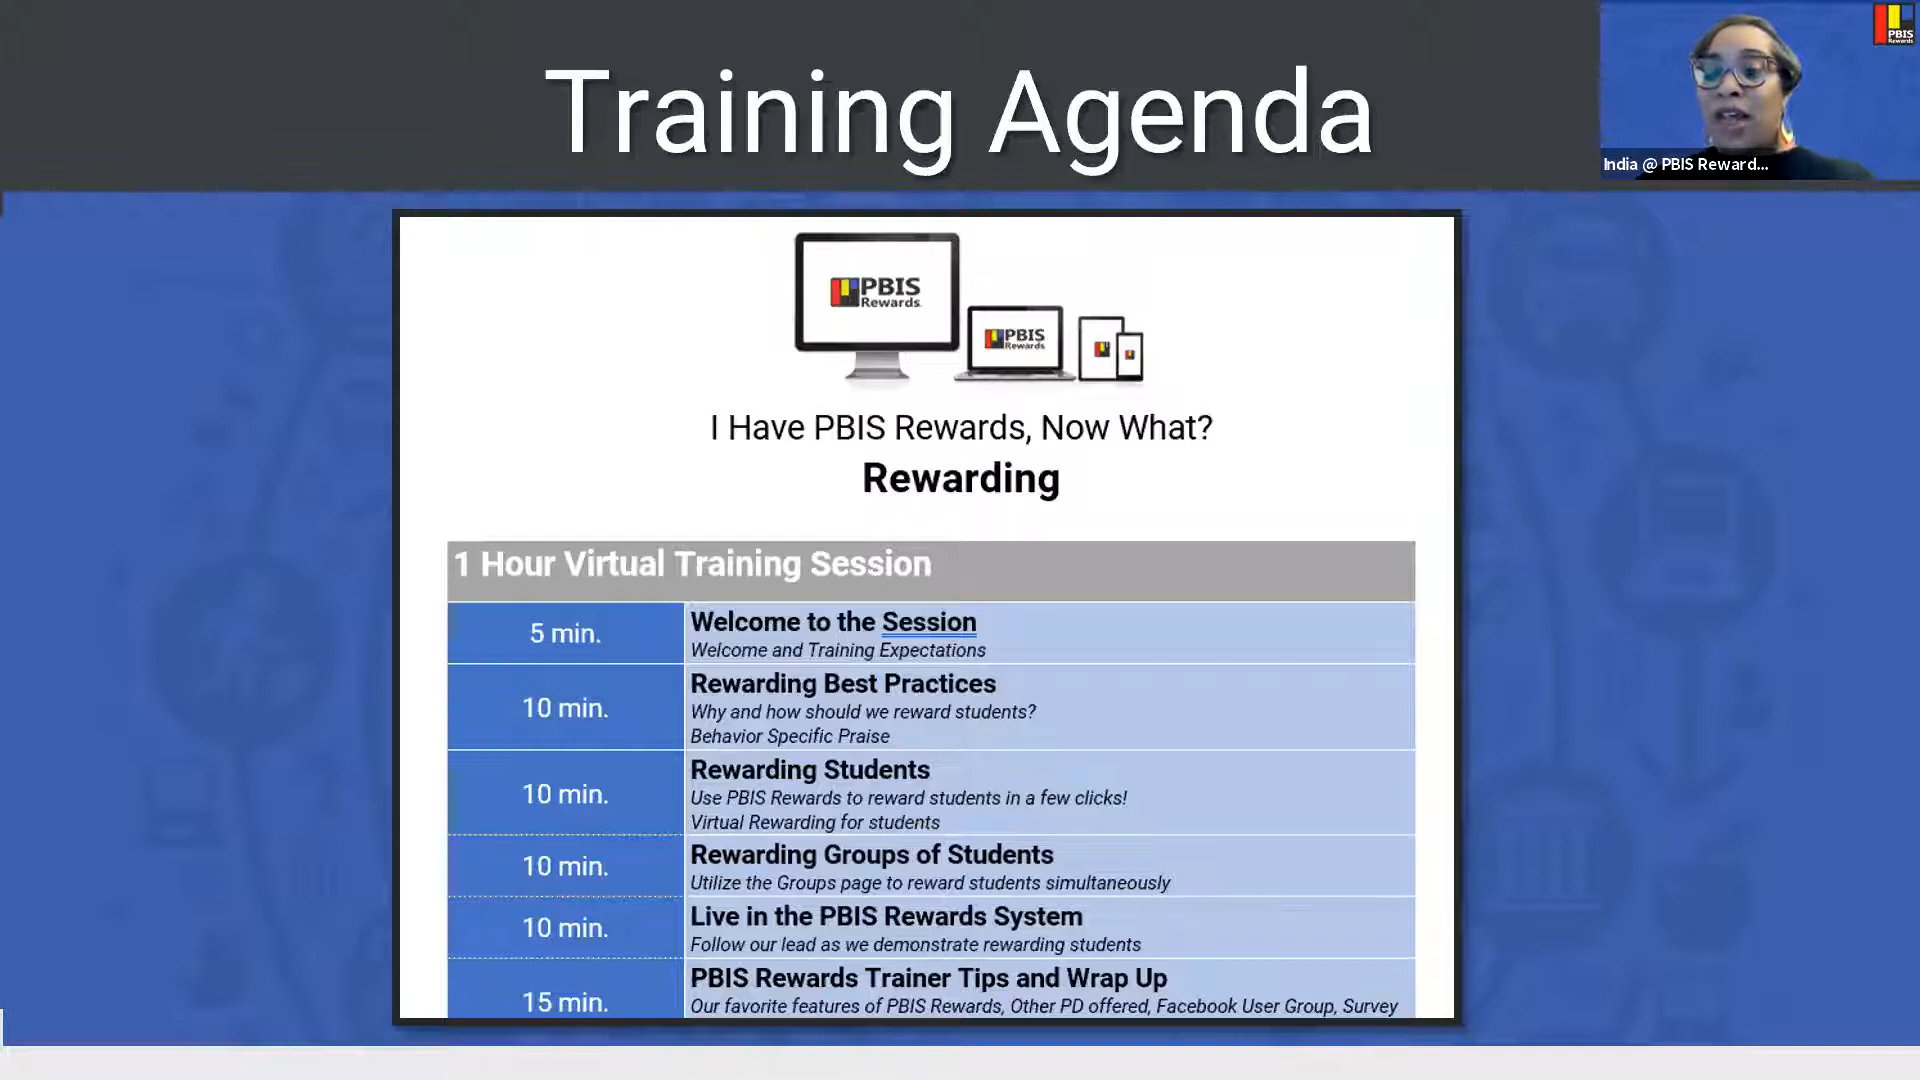 Training Agenda
PBIS
Rewards
India @ PBIS Reward...
PBIS
Rewards
PBIS
Rewards
I Have PBIS Rewards, Now What?
Rewarding
1 Hour Virtual Training Session
5 min.
Welcome to the Session
Welcome and Training Expectations
10 min.
Rewarding Best Practices
Why and how should we reward students?
Behavior Specific Praise
10 min.
Rewarding Students
Use PBIS Rewards to reward students in a few clicks!
Virtual Rewarding for students
10 min.
Rewarding Groups of Students
Utilize the Groups page to reward students simultaneously
10 min.
Live in the PBIS Rewards System
Follow our lead as we demonstrate rewarding students
15 min.
PBIS Rewards Trainer Tips and Wrap Up
Our favorite features of PBIS Rewards, Other PD offered, Facebook User Group, Survey